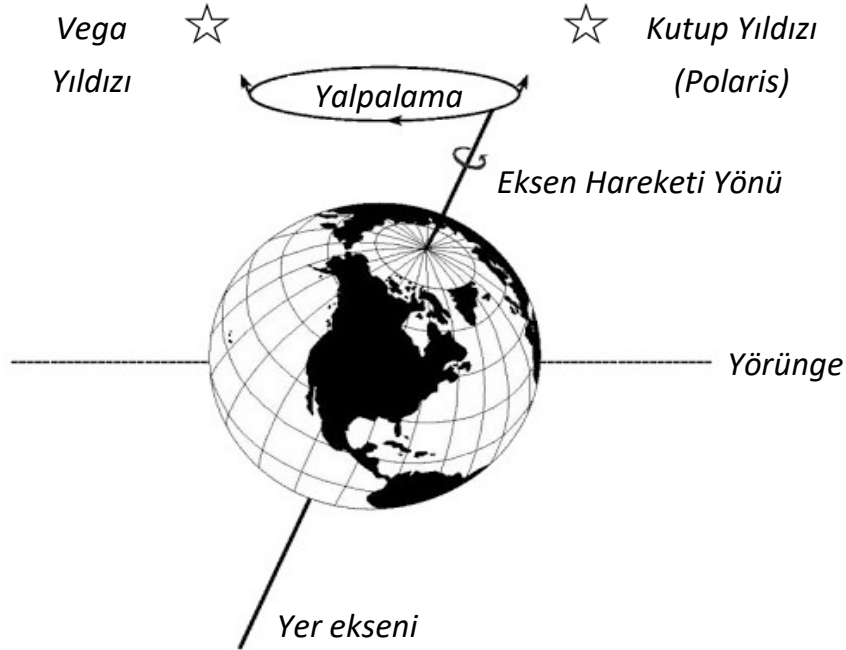 Vega
Yıldızı
Kutup Yıldızı
(Polaris)
Yalpalama
Eksen Hareketi Yönü
Yörünge
Yer ekseni